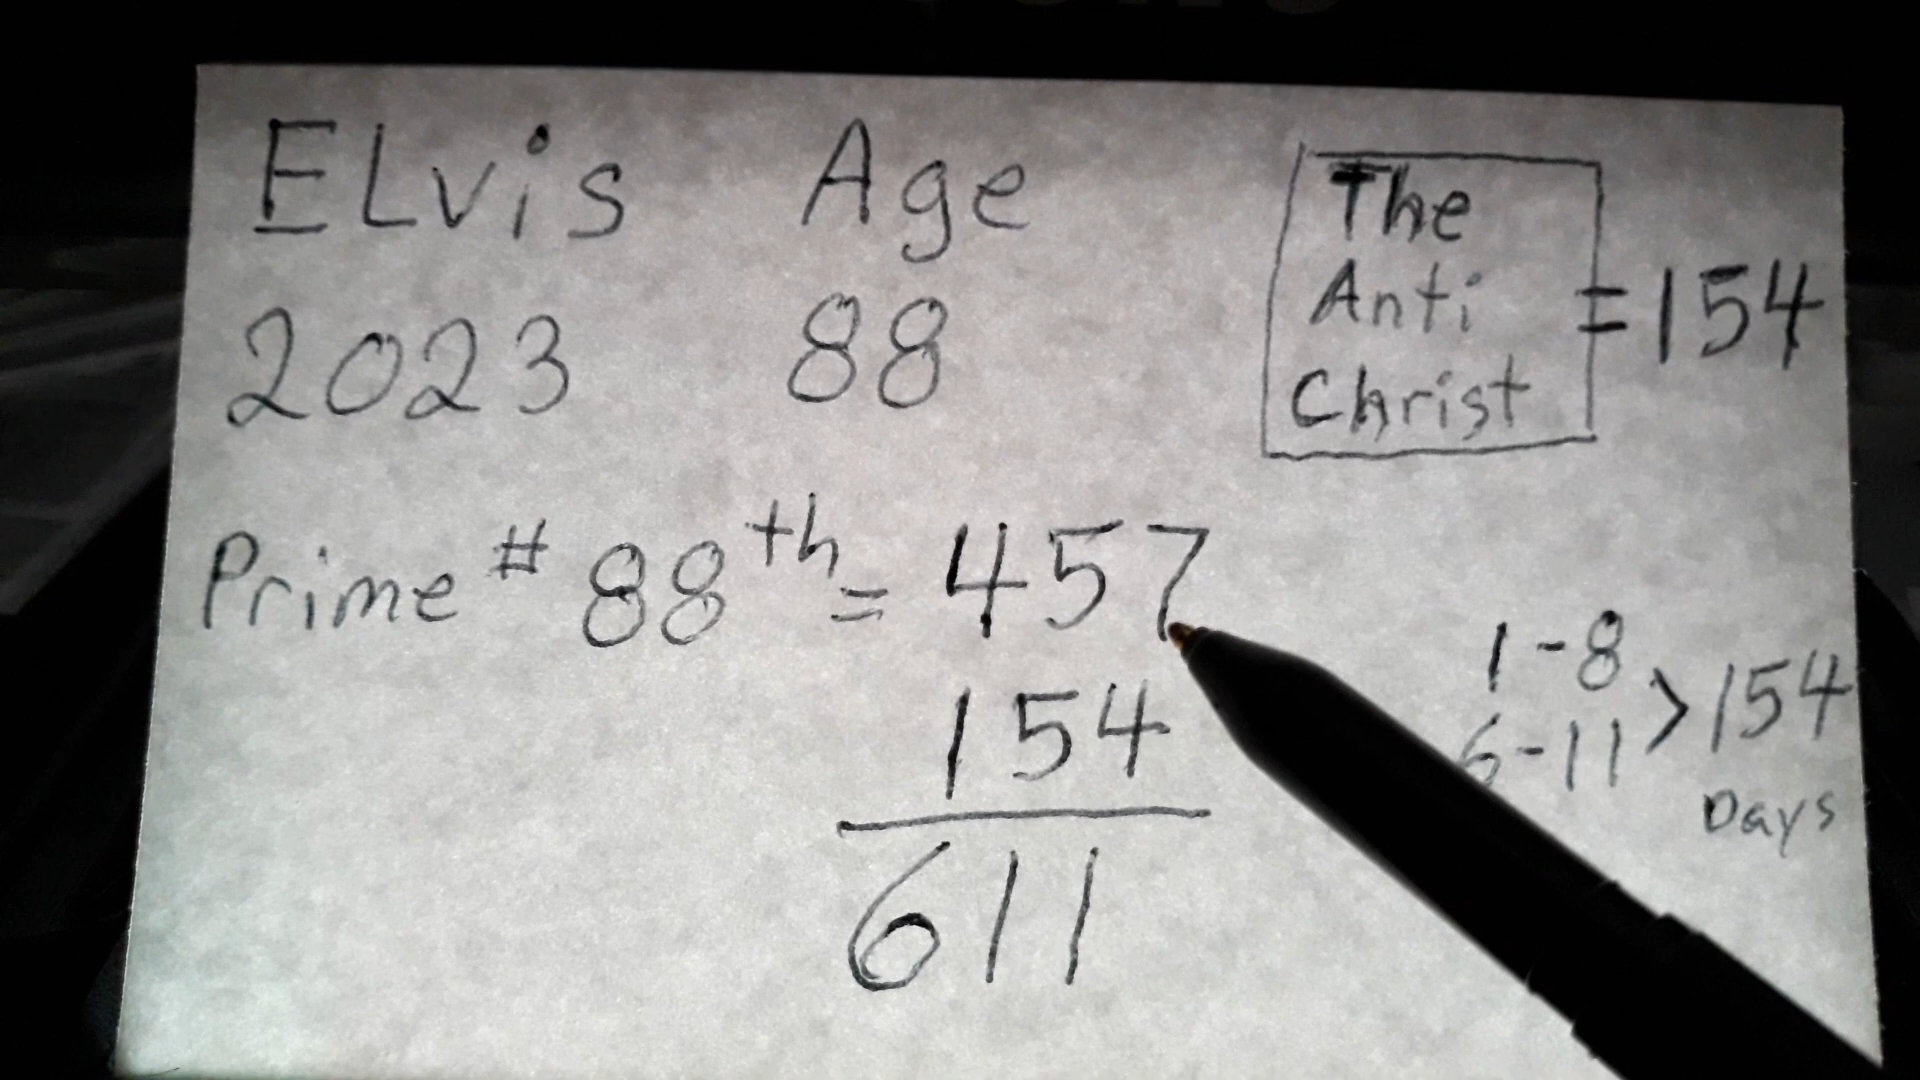 ELvis Age
2023 88
The
Anti
Christ
=154
Prime # 88th = 457
154
611
1-8
6-11
>154
Days